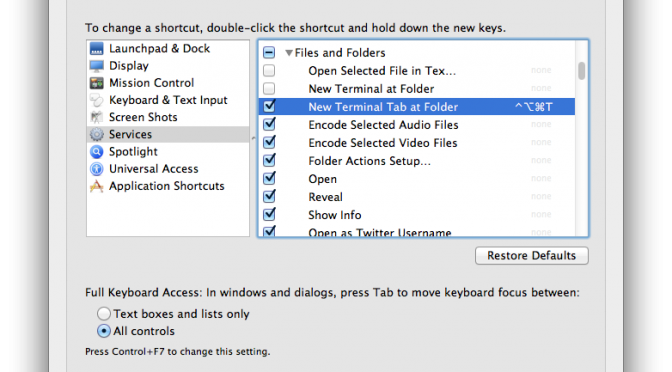 To change a shortcut, double-click the shortcut and hold down the new keys.
Launchpad & Dock
Display
Mission Control
Keyboard & Text Input
Screen Shots
Services
Spotlight
Universal Access
Application Shortcuts
Files and Folders
Open Selected File in Tex... none
New Terminal at Folder none
New Terminal Tab at Folder ^⌥⌘T
Encode Selected Audio Files none
Encode Selected Video Files none
Folder Actions Setup... none
Open none
Reveal none
Show Info none
Open as Twitter Username none
Restore Defaults
Full Keyboard Access: In windows and dialogs, press Tab to move keyboard focus between:
Text boxes and lists only
All controls
Press Control+F7 to change this setting.